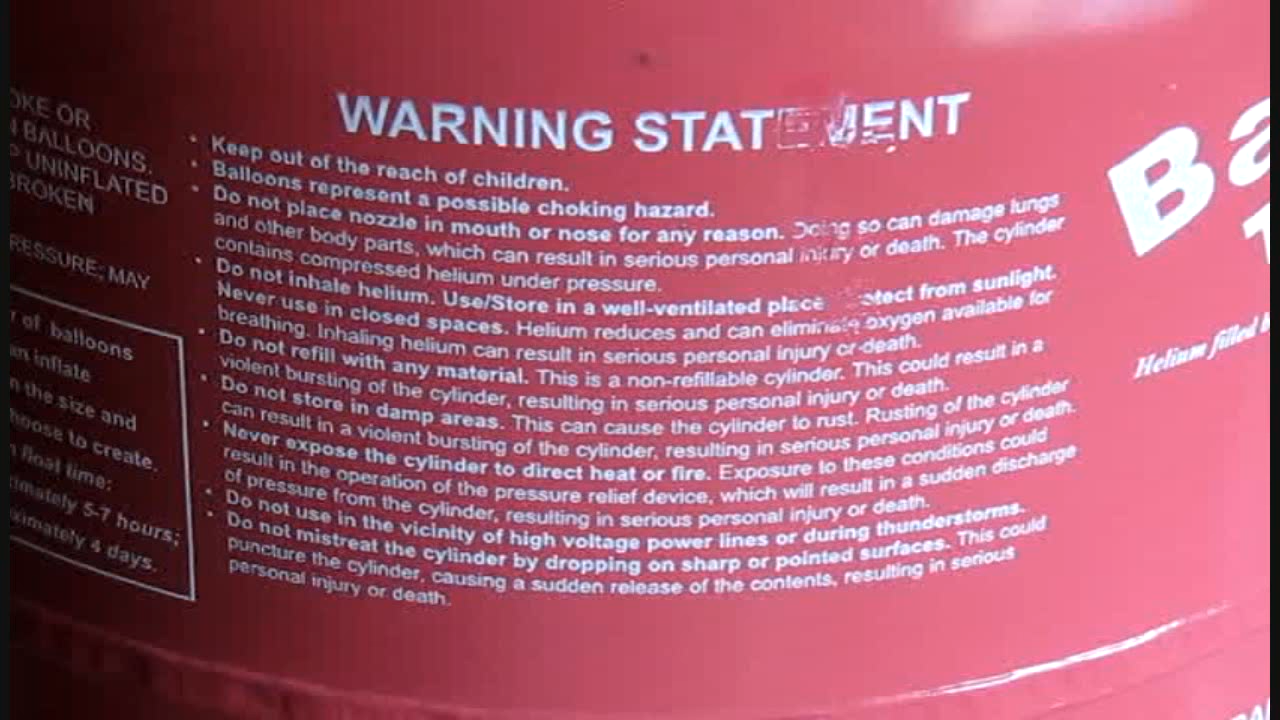 OKE OR
BALLOONS.
UNINFLATED
BROKEN
RESSURE; MAY
of balloons
an inflate
the size and
choose to create.
float time:
ximately 5-7 hours;
ximately 4 days.
WARNING STATEMENT
• Keep out of the reach of children.
• Balloons represent a possible choking hazard.
• Do not place nozzle in mouth or nose for any reason. Doing so can damage lungs
and other body parts, which can result in serious personal injury or death. The cylinder
contains compressed helium under pressure.
• Do not inhale helium. Use/Store in a well-ventilated place otect from sunlight.
Never use in closed spaces. Helium reduces and can eliminate oxygen available for
breathing. Inhaling helium can result in serious personal injury or death.
• Do not refill with any material. This is a non-refillable cylinder. This could result in a
violent bursting of the cylinder, resulting in serious personal injury or death.
• Do not store in damp areas. This can cause the cylinder to rust. Rusting of the cylinder
can result in a violent bursting of the cylinder, resulting in serious personal injury or death.
• Never expose the cylinder to direct heat or fire. Exposure to these conditions could
result in the operation of the pressure relief device, which will result in a sudden discharge
of pressure from the cylinder, resulting in serious personal injury or death.
• Do not use in the vicinity of high voltage power lines or during thunderstorms.
• Do not mistreat the cylinder by dropping on sharp or pointed surfaces. This could
puncture the cylinder, causing a sudden release of the contents, resulting in serious
personal injury or death.
Ba
Helium filled